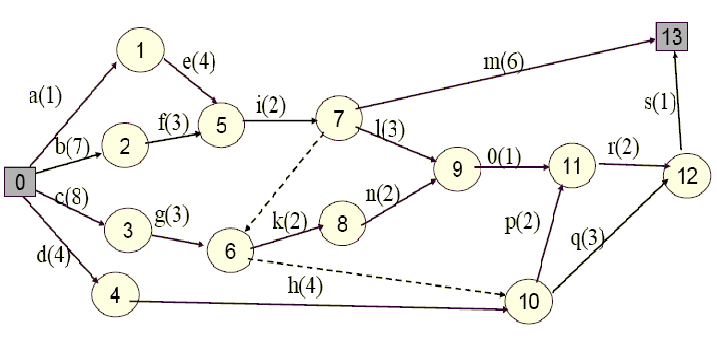 13
m(6)
1
e(4)
a(1)
s(1)
i(2)
f(3)
7
l(3)
5
b(7)
2
r(2)
0(1)
9
11
12
0
c(8)
g(3)
n(2)
k(2)
8
3
p(2)
q(3)
6
d(4)
h(4)
4
10